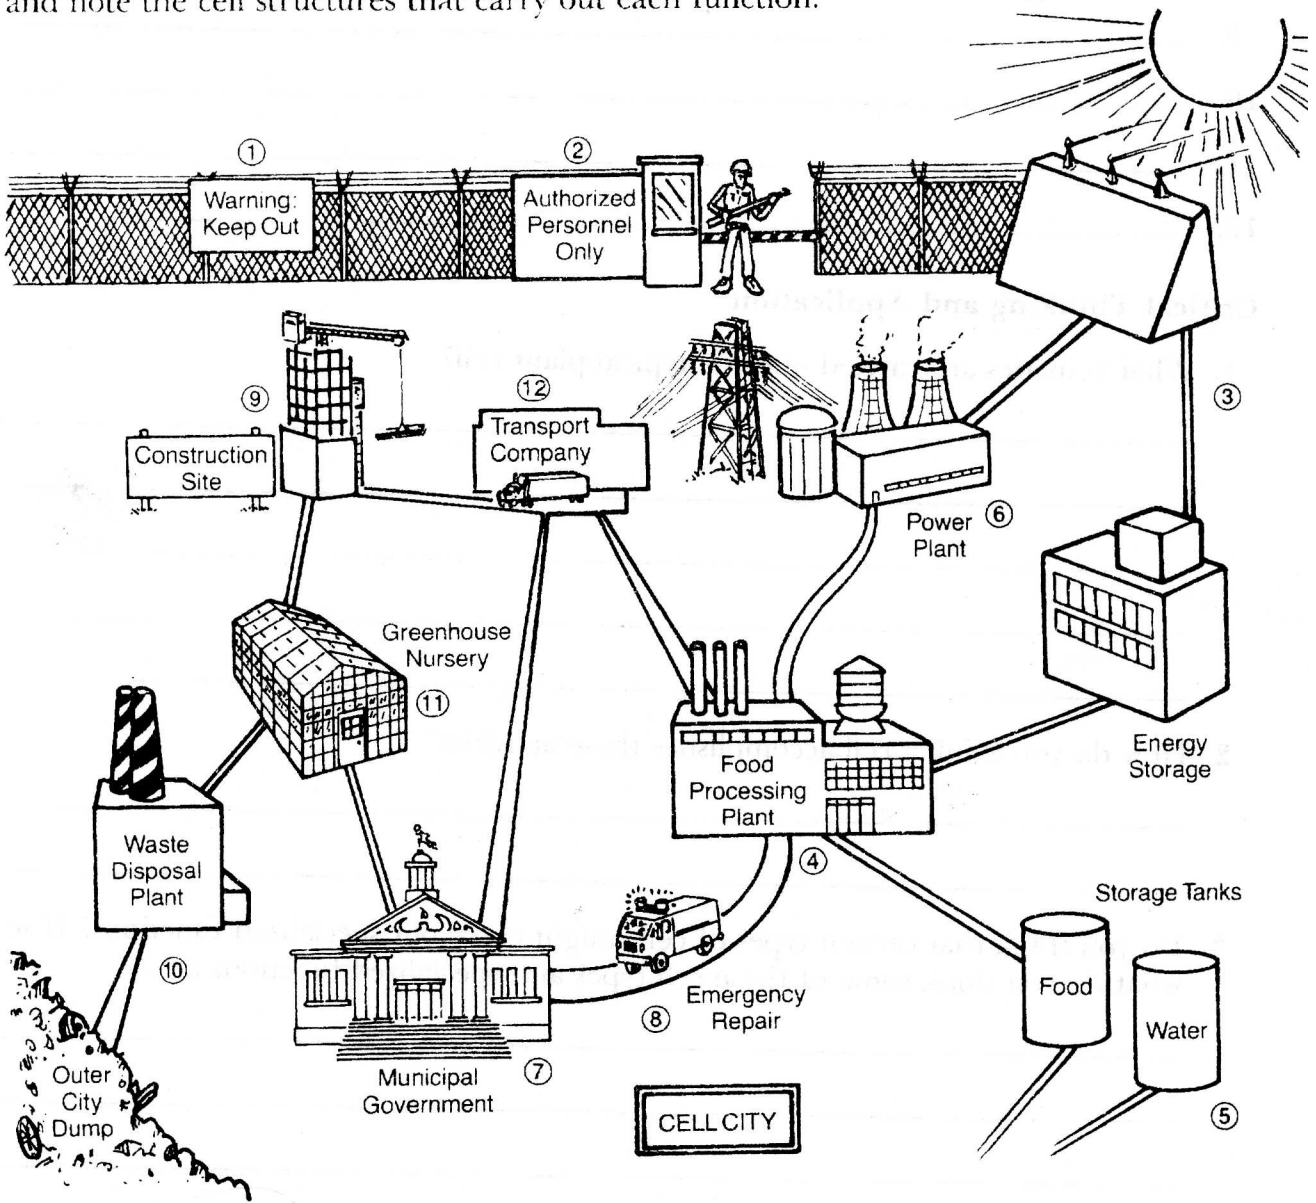 and note the cell structures that carry out each function.
①
②
Warning:
Keep Out
Authorized
Personnel
Only
③
⑨
⑫
Construction
Site
Transport
Company
Power
Plant
⑥
Greenhouse
Nursery
⑪
Energy
Storage
Food
Processing
Plant
④
Waste
Disposal
Plant
⑩
Storage Tanks
Food
Water
⑤
Emergency
Repair
⑧
Municipal
Government
⑦
Outer
City
Dump
CELL CITY